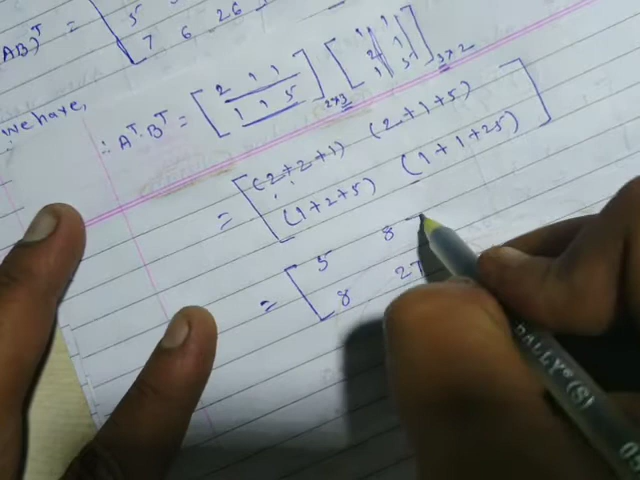 5
AB)ᵀ = [ 7 6 26
we have,
∴ Aᵀ. Bᵀ = [ 2 1 1 ; 1 1 5 ]2×3 [ 1 1 ; 2 1 ; 1 5 ]3×2
= [ (2+2+1) (2+1+5)
(1+2+5) (1+1+25) ]
= [ 5 8
8 27
RALLY (S)